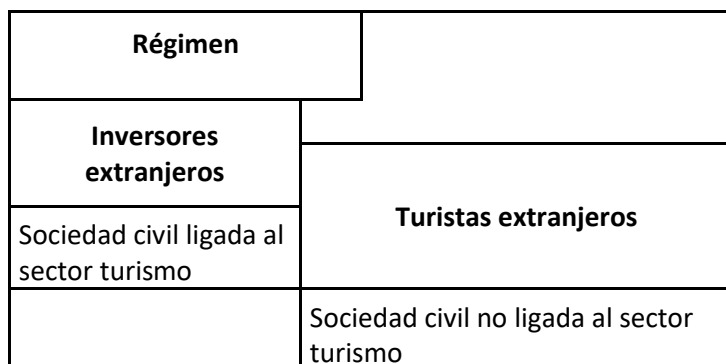 Régimen
Inversores
extranjeros
Turistas extranjeros
Sociedad civil ligada al
sector turismo
Sociedad civil no ligada al sector
turismo